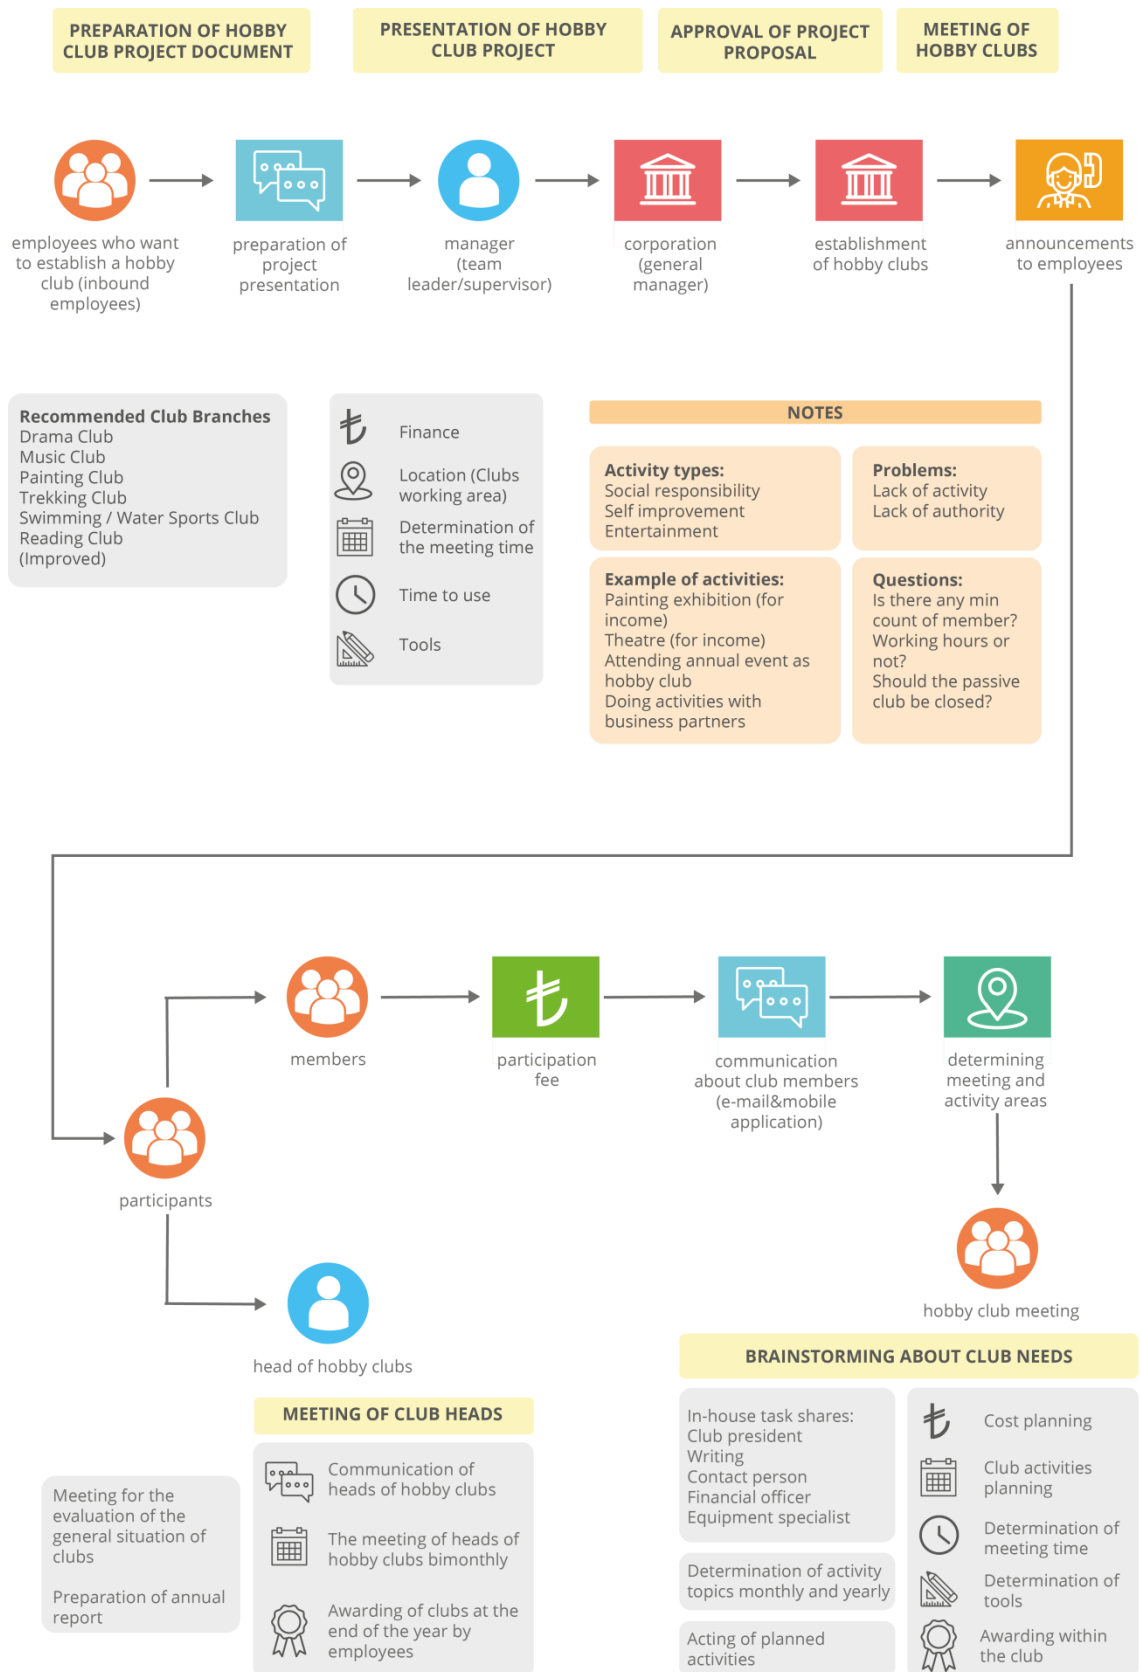 PREPARATION OF HOBBY
CLUB PROJECT DOCUMENT
PRESENTATION OF HOBBY
CLUB PROJECT
APPROVAL OF PROJECT
PROPOSAL
MEETING OF
HOBBY CLUBS
employees who want
to establish a hobby
club (inbound
employees)
preparation of
project
presentation
manager
(team
leader/supervisor)
corporation
(general
manager)
establishment
of hobby clubs
announcements
to employees
Recommended Club Branches
Drama Club
Music Club
Painting Club
Trekking Club
Swimming / Water Sports Club
Reading Club
(Improved)
₺
Finance
Location (Clubs
working area)
Determination of
the meeting time
Time to use
Tools
NOTES
Activity types:
Social responsibility
Self improvement
Entertainment
Problems:
Lack of activity
Lack of authority
Example of activities:
Painting exhibition (for
income)
Theatre (for income)
Attending annual event as
hobby club
Doing activities with
business partners
Questions:
Is there any min
count of member?
Working hours or
not?
Should the passive
club be closed?
members
₺
participation
fee
communication
about club members
(e-mail&mobile
application)
determining
meeting and
activity areas
participants
hobby club meeting
head of hobby clubs
MEETING OF CLUB HEADS
Meeting for the
evaluation of the
general situation of
clubs
Preparation of annual
report
Communication of
heads of hobby clubs
The meeting of heads of
hobby clubs bimonthly
Awarding of clubs at the
end of the year by
employees
BRAINSTORMING ABOUT CLUB NEEDS
In-house task shares:
Club president
Writing
Contact person
Financial officer
Equipment specialist
Determination of activity
topics monthly and yearly
Acting of planned
activities
₺
Cost planning
Club activities
planning
Determination of
meeting time
Determination of
tools
Awarding within
the club